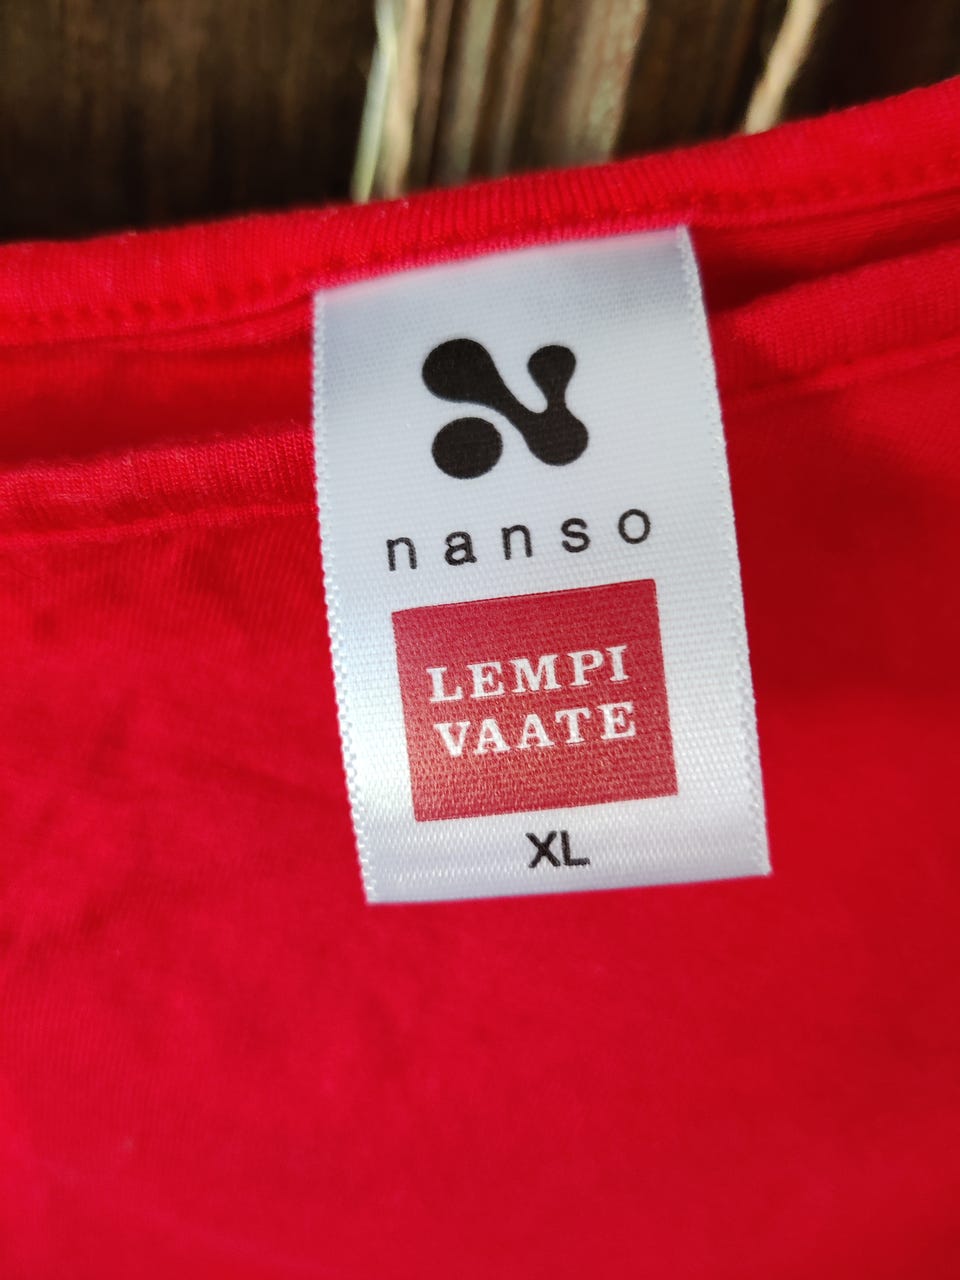 nanso
LEMPI
VAATE
XL